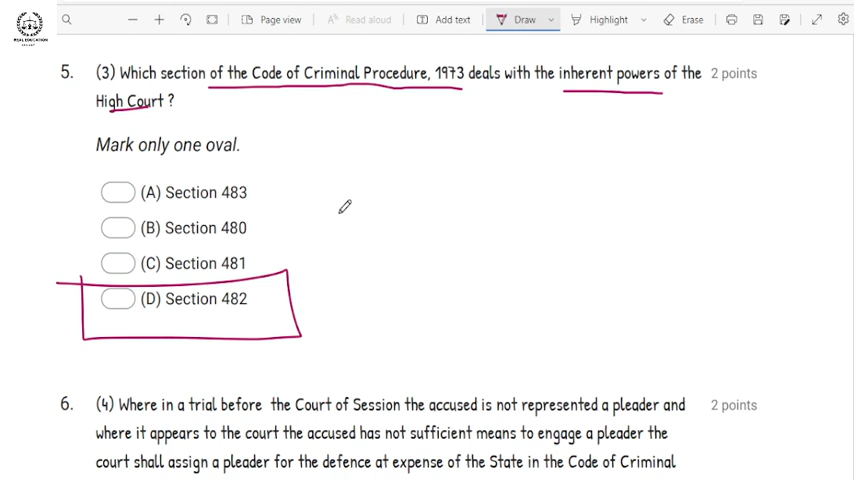 Page view
Read aloud
Add text
Draw
Highlight
Erase
REAL EDUCATION
5. (3) Which section of the Code of Criminal Procedure, 1973 deals with the inherent powers of the 2 points
High Court ?
Mark only one oval.
(A) Section 483
(B) Section 480
(C) Section 481
(D) Section 482
6. (4) Where in a trial before the Court of Session the accused is not represented a pleader and 2 points
where it appears to the court the accused has not sufficient means to engage a pleader the
court shall assign a pleader for the defence at expense of the State in the Code of Criminal